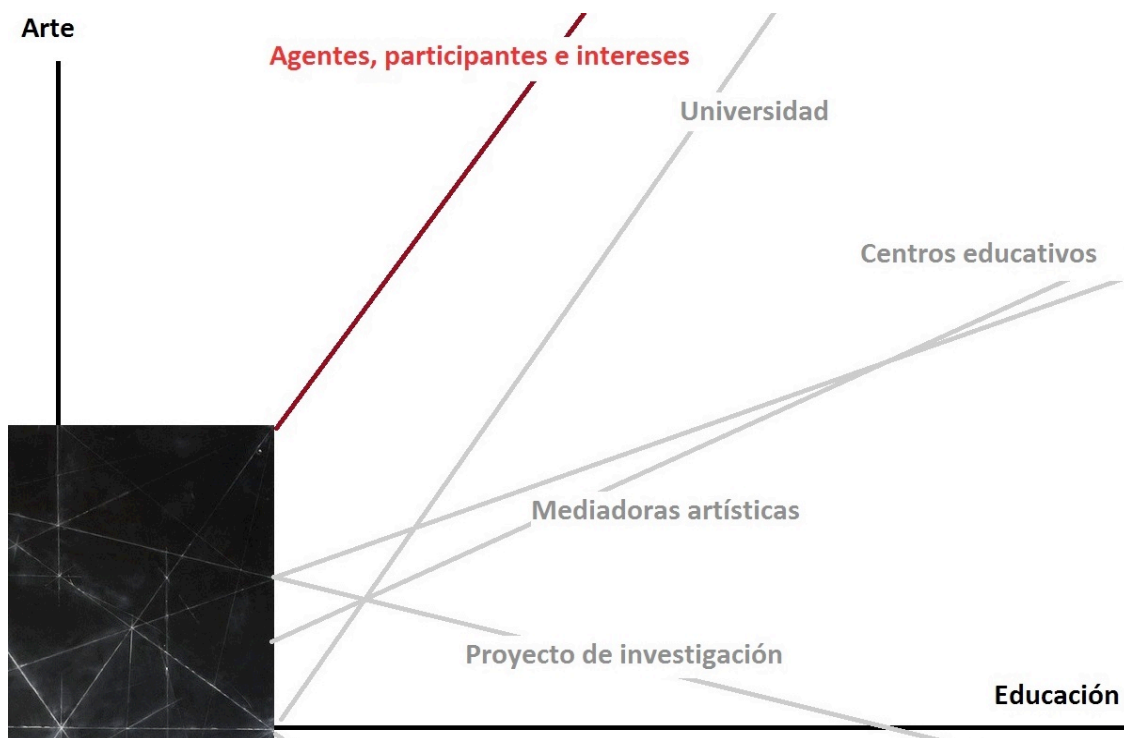 Arte
Agentes, participantes e intereses
Universidad
Centros educativos
Mediadoras artísticas
Proyecto de investigación
Educación